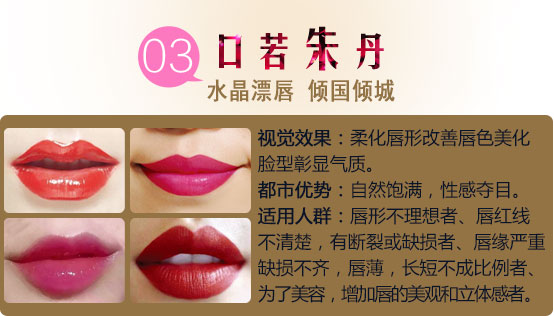 03
口若朱丹
水晶漂唇 倾国倾城
视觉效果：柔化唇形改善唇色美化
脸型彰显气质。
都市优势：自然饱满，性感夺目。
适用人群：唇形不理想者、唇红线
不清楚，有断裂或缺损者、唇缘严重
缺损不齐，唇薄，长短不成比例者、
为了美容，增加唇的美观和立体感者。